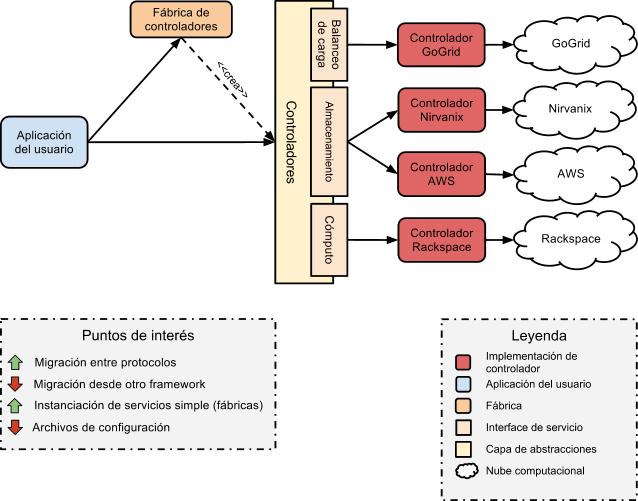 Fábrica de
controladores
<<crea>>
Aplicación
del usuario
Controladores
Balanceo
de carga
Almacenamiento
Cómputo
Controlador
GoGrid
Controlador
Nirvanix
Controlador
AWS
Controlador
Rackspace
GoGrid
Nirvanix
AWS
Rackspace
Puntos de interés
Migración entre protocolos
Migración desde otro framework
Instanciación de servicios simple (fábricas)
Archivos de configuración
Leyenda
Implementación de
controlador
Aplicación del usuario
Fábrica
Interface de servicio
Capa de abstracciones
Nube computacional